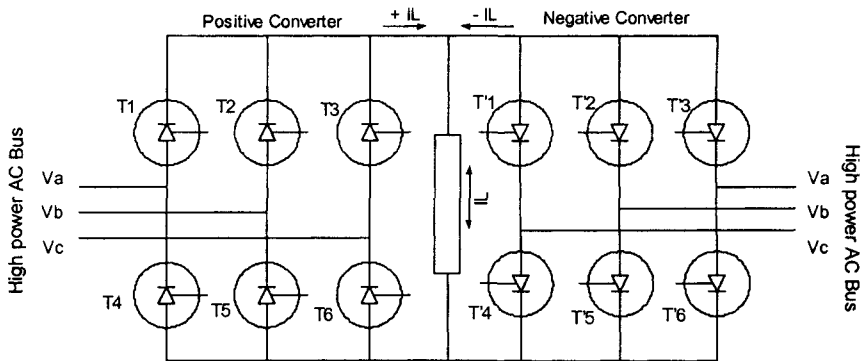 Positive Converter
+ IL
- IL
Negative Converter
T1
T2
T3
T'1
T'2
T'3
High power AC Bus
Va
Vb
Vc
IL
Va
Vb
Vc
High power AC Bus
T4
T5
T6
T'4
T'5
T'6